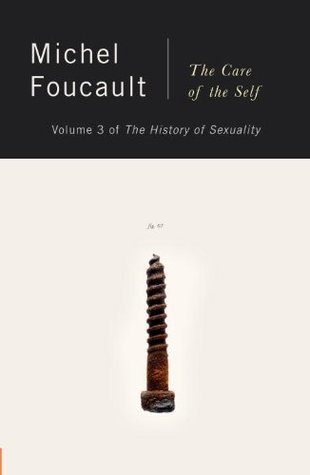 Michel
Foucault
The Care
of the Self
Volume 3 of The History of Sexuality